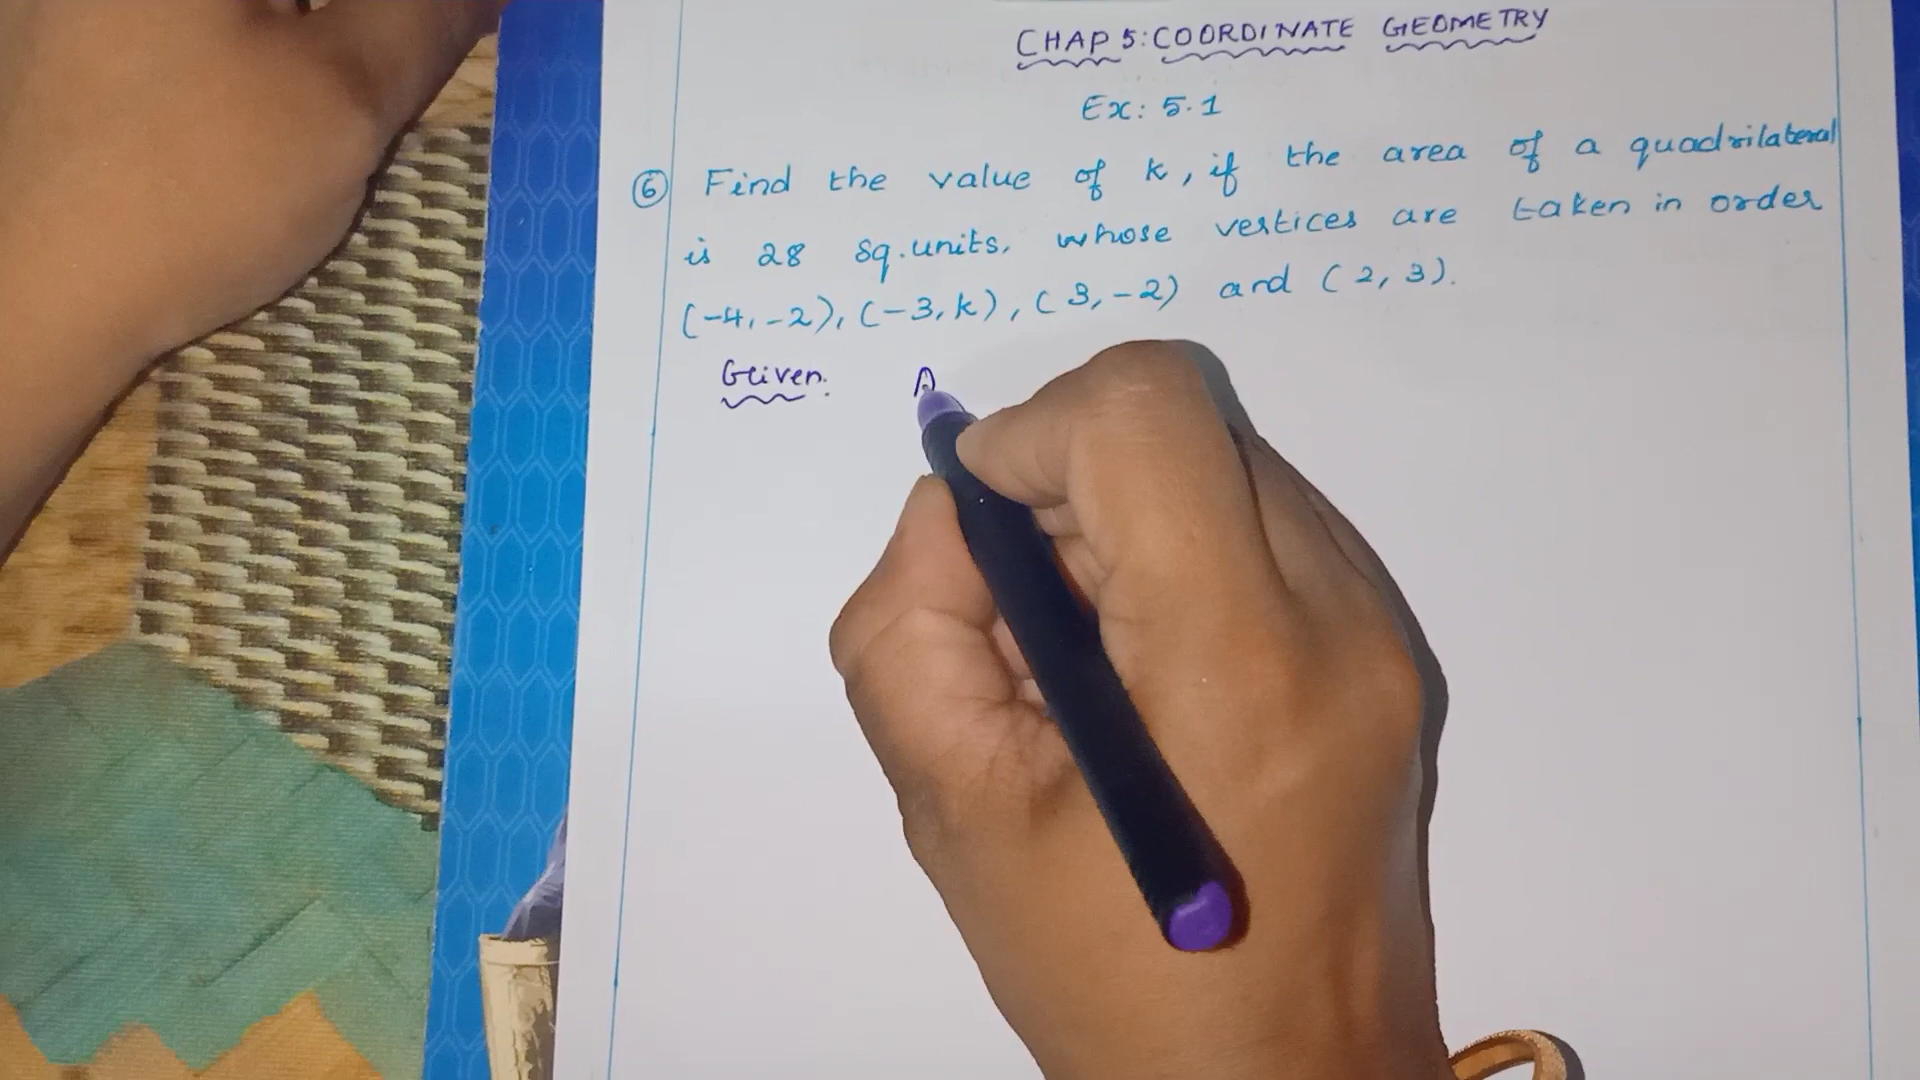 CHAP 5: COORDINATE GEOMETRY
Ex: 5.1
6 Find the value of k, if the area of a quadrilateral
is 28 sq.units, whose vertices are taken in order
(-4,-2), (-3, k), (3,-2) and (2, 3).
Given: A